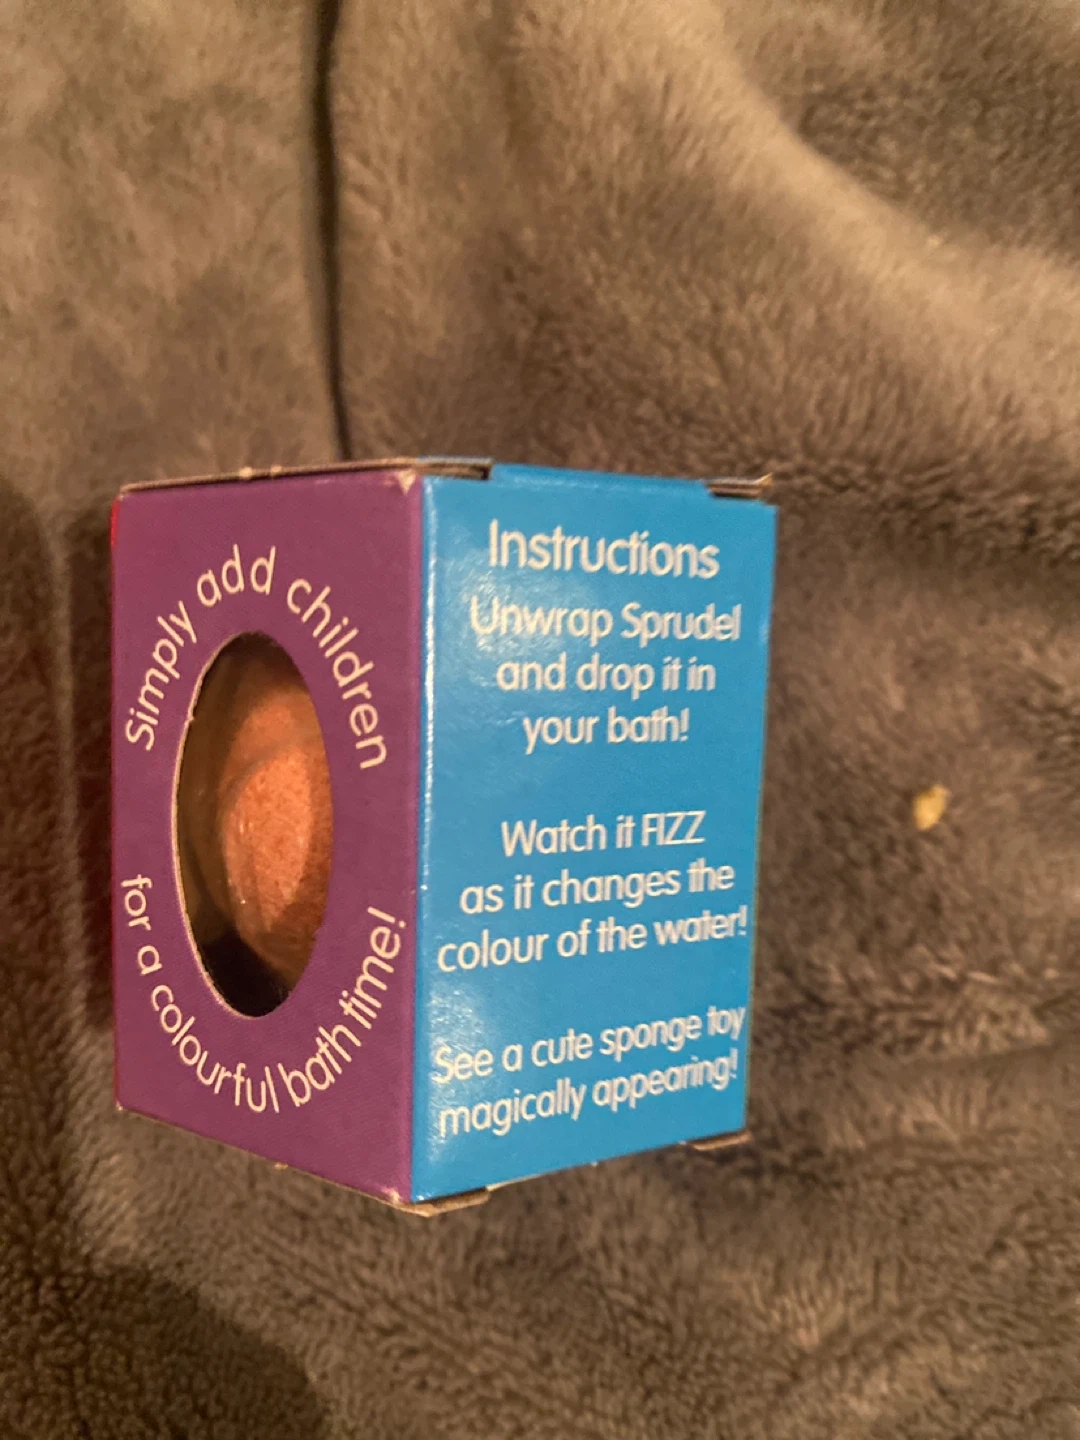 Simply add children
for a colourful bath time!
Instructions
Unwrap Sprudel
and drop it in
your bath!
Watch it FIZZ
as it changes the
colour of the water!
See a cute sponge toy
magically appearing!